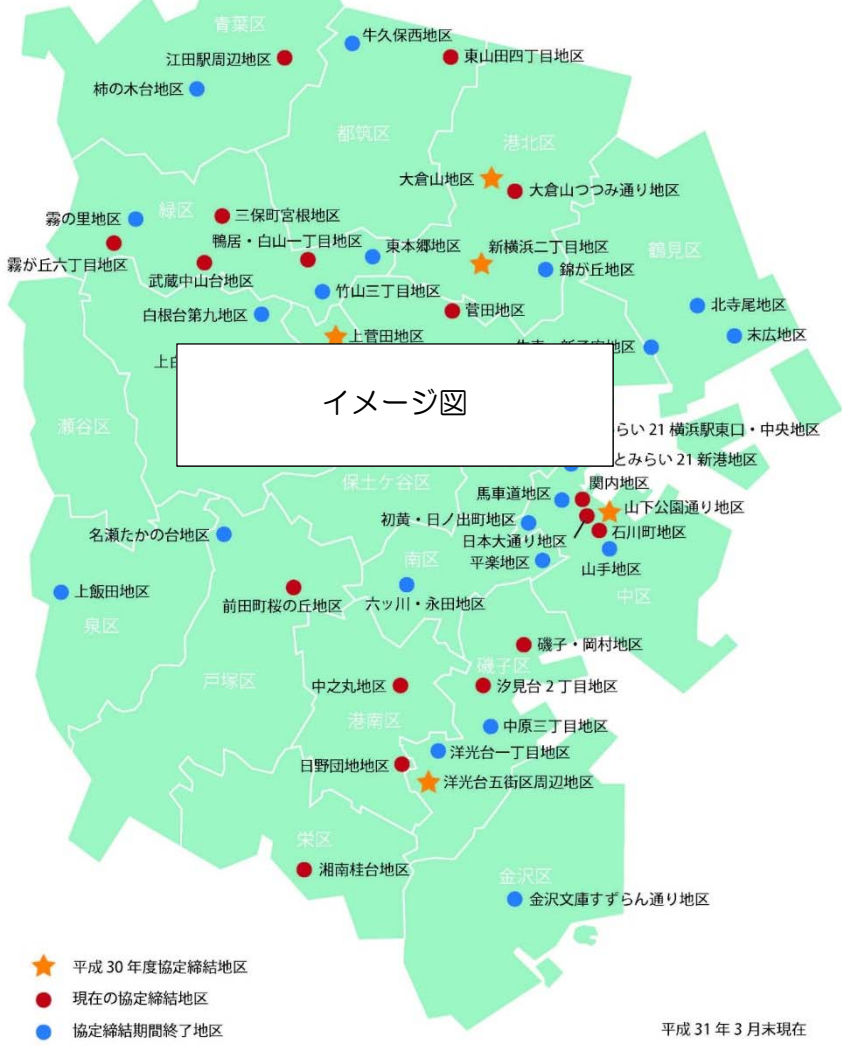 青葉区
牛久保西地区
江田駅周辺地区
東山田四丁目地区
柿の木台地区
都筑区
港北区
大倉山地区
大倉山つつみ通り地区
緑区
霧の里地区
三保町宮根地区
鶴見区
鴨居・白山一丁目地区
東本郷地区
新横浜二丁目地区
霧が丘六丁目地区
武蔵中山台地区
錦が丘地区
竹山三丁目地区
北寺尾地区
白根台第九地区
菅田地区
上菅田地区
末広地区
地区
上白
イメージ図
瀬谷区
らい 21 横浜駅東口・中央地区
とみらい 21 新港地区
保土ケ谷区
関内地区
馬車道地区
山下公園通り地区
初黄・日ノ出町地区
名瀬たかの台地区
日本大通り地区
石川町地区
南区
平楽地区
山手地区
上飯田地区
中区
前田町桜の丘地区
六ッ川・永田地区
泉区
磯子・岡村地区
磯子区
戸塚区
中之丸地区
汐見台 2 丁目地区
港南区
中原三丁目地区
洋光台一丁目地区
日野団地地区
洋光台五街区周辺地区
栄区
湘南桂台地区
金沢区
金沢文庫すずらん通り地区
平成 30 年度協定締結地区
現在の協定締結地区
協定締結期間終了地区
平成 31 年 3 月末現在